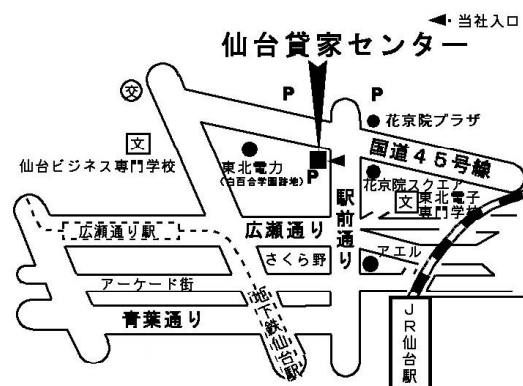 当社入口
仙台貸家センター
P
P
交
花京院プラザ
文
国道45号線
仙台ビジネス専門学校
東北電力
(白百合学園跡地)
P
花京院スクエア
文
東北電子
専門学校
駅前通り
広瀬通り駅
広瀬通り
さくら野
アエル
アーケード街
地下鉄仙台駅
青葉通り
JR仙台駅